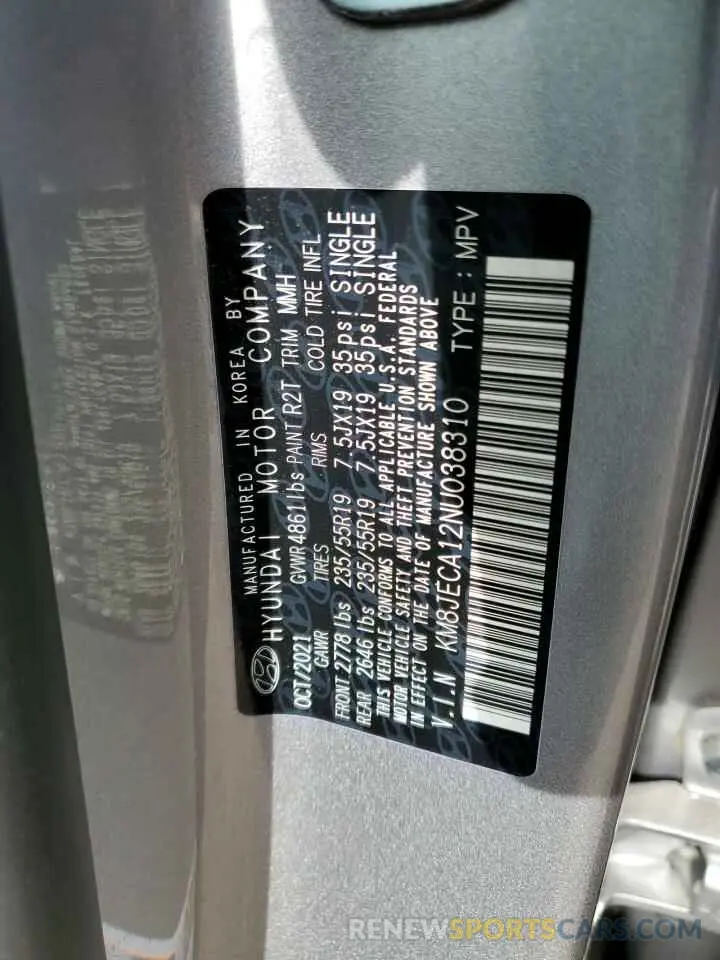 MANUFACTURED IN KOREA BY
HYUNDAI MOTOR COMPANY
OCT/2021 GVWR 4861 lbs PAINT R2T TRIM MMH
GAWR TIRES RIMS COLD TIRE INFL
FRONT 2778 lbs 235/55R19 7.5JX19 35psi SINGLE
REAR 2646 lbs 235/55R19 7.5JX19 35psi SINGLE
THIS VEHICLE CONFORMS TO ALL APPLICABLE U.S.A. FEDERAL
MOTOR VEHICLE SAFETY AND THEFT PREVENTION STANDARDS
IN EFFECT ON THE DATE OF MANUFACTURE SHOWN ABOVE
V.I.N KM8JECA12NU038310 TYPE : MPV
RENEWSPORTSCARS.COM